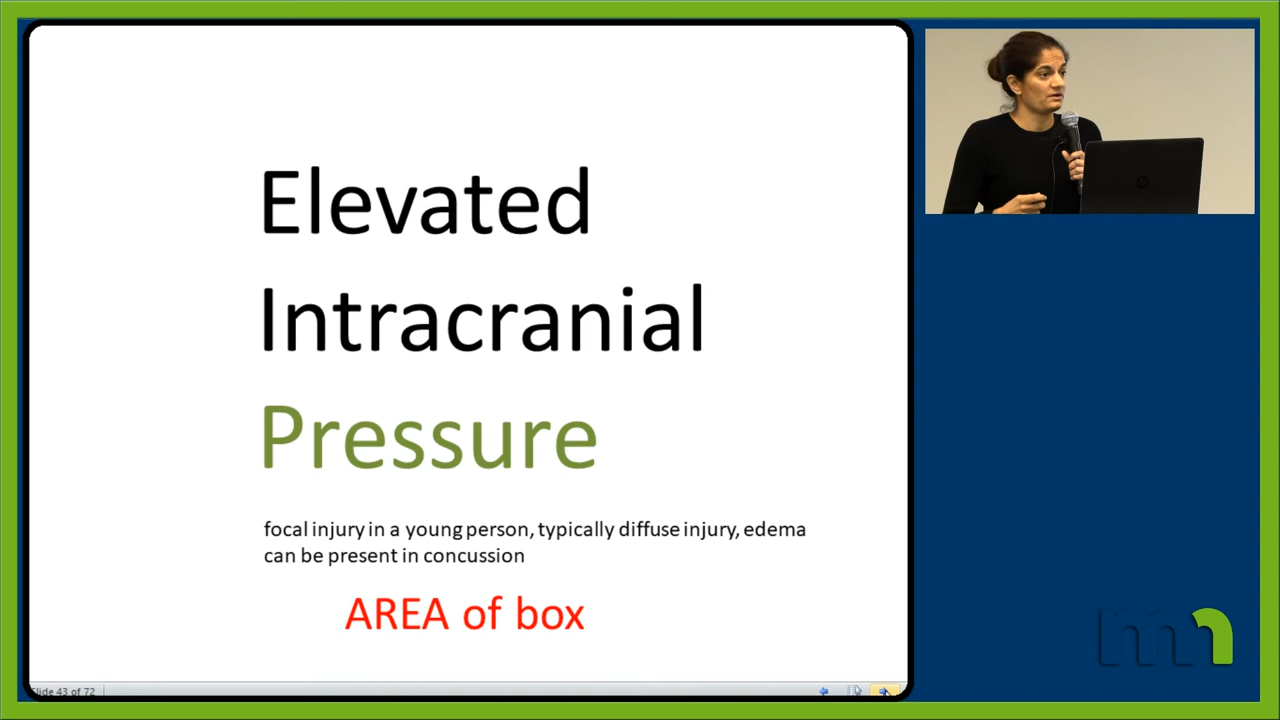 Elevated
Intracranial
Pressure
focal injury in a young person, typically diffuse injury, edema
can be present in concussion
AREA of box
Slide 43 of 72
hp
m